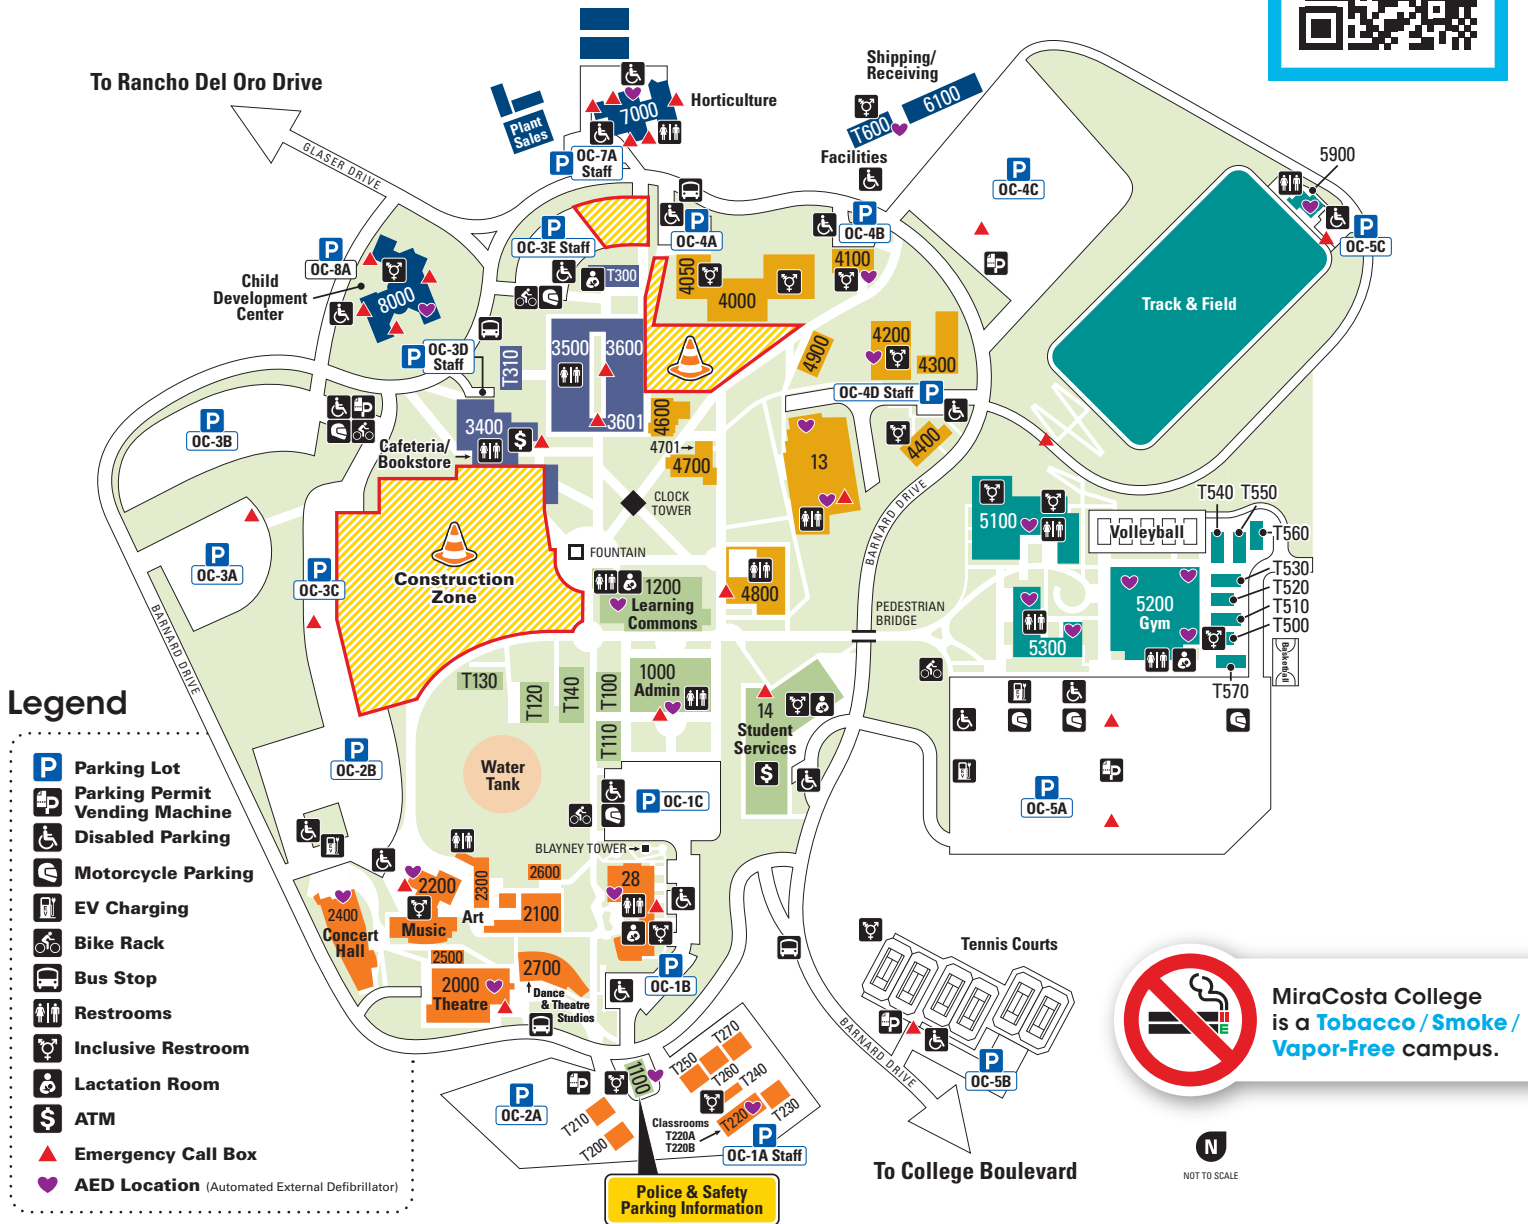 To Rancho Del Oro Drive
GLASER DRIVE
Plant
Sales
7000
Horticulture
P
OC-7A
Staff
Shipping/
Receiving
6100
T600
Facilities
P
OC-4C
5900
P
OC-5C
Track & Field
P
OC-8A
Child
Development
Center
8000
P
OC-3E Staff
P
OC-4A
P
OC-4B
T300
4050
4000
4100
4200
4300
4900
P
OC-3D
Staff
T310
3500
3600
3601
OC-4D Staff
P
P
OC-3B
P
3400
$
Cafeteria/
Bookstore
4600
4701
4700
13
4400
CLOCK
TOWER
FOUNTAIN
BARNARD DRIVE
5100
Volleyball
T540
T550
T560
T530
T520
T510
T500
T570
Basketball
P
OC-3A
P
OC-3C
Construction
Zone
1200
Learning
Commons
4800
PEDESTRIAN
BRIDGE
5200
Gym
5300
BARNARD DRIVE
T130
T120
T140
T100
T110
1000
Admin
14
Student
Services
$
P
OC-2B
Water
Tank
P
OC-1C
P
OC-5A
P
BLAYNEY TOWER
2400
Concert
Hall
2200
Music
2300
Art
2600
2100
28
2500
2000
Theatre
2700
Dance
& Theatre
Studios
P
OC-1B
Tennis Courts
P
BARNARD DRIVE
P
OC-5B
P
OC-2A
P
1100
T210
T200
T250
T270
T260
T240
T220
T230
Classrooms
T220A
T220B
P
OC-1A Staff
Police & Safety
Parking Information
To College Boulevard
N
NOT TO SCALE
E
MiraCosta College
is a Tobacco / Smoke /
Vapor-Free campus.
Legend
P Parking Lot
P Parking Permit
Vending Machine
Disabled Parking
Motorcycle Parking
EV Charging
Bike Rack
Bus Stop
Restrooms
Inclusive Restroom
Lactation Room
$ ATM
Emergency Call Box
AED Location (Automated External Defibrillator)